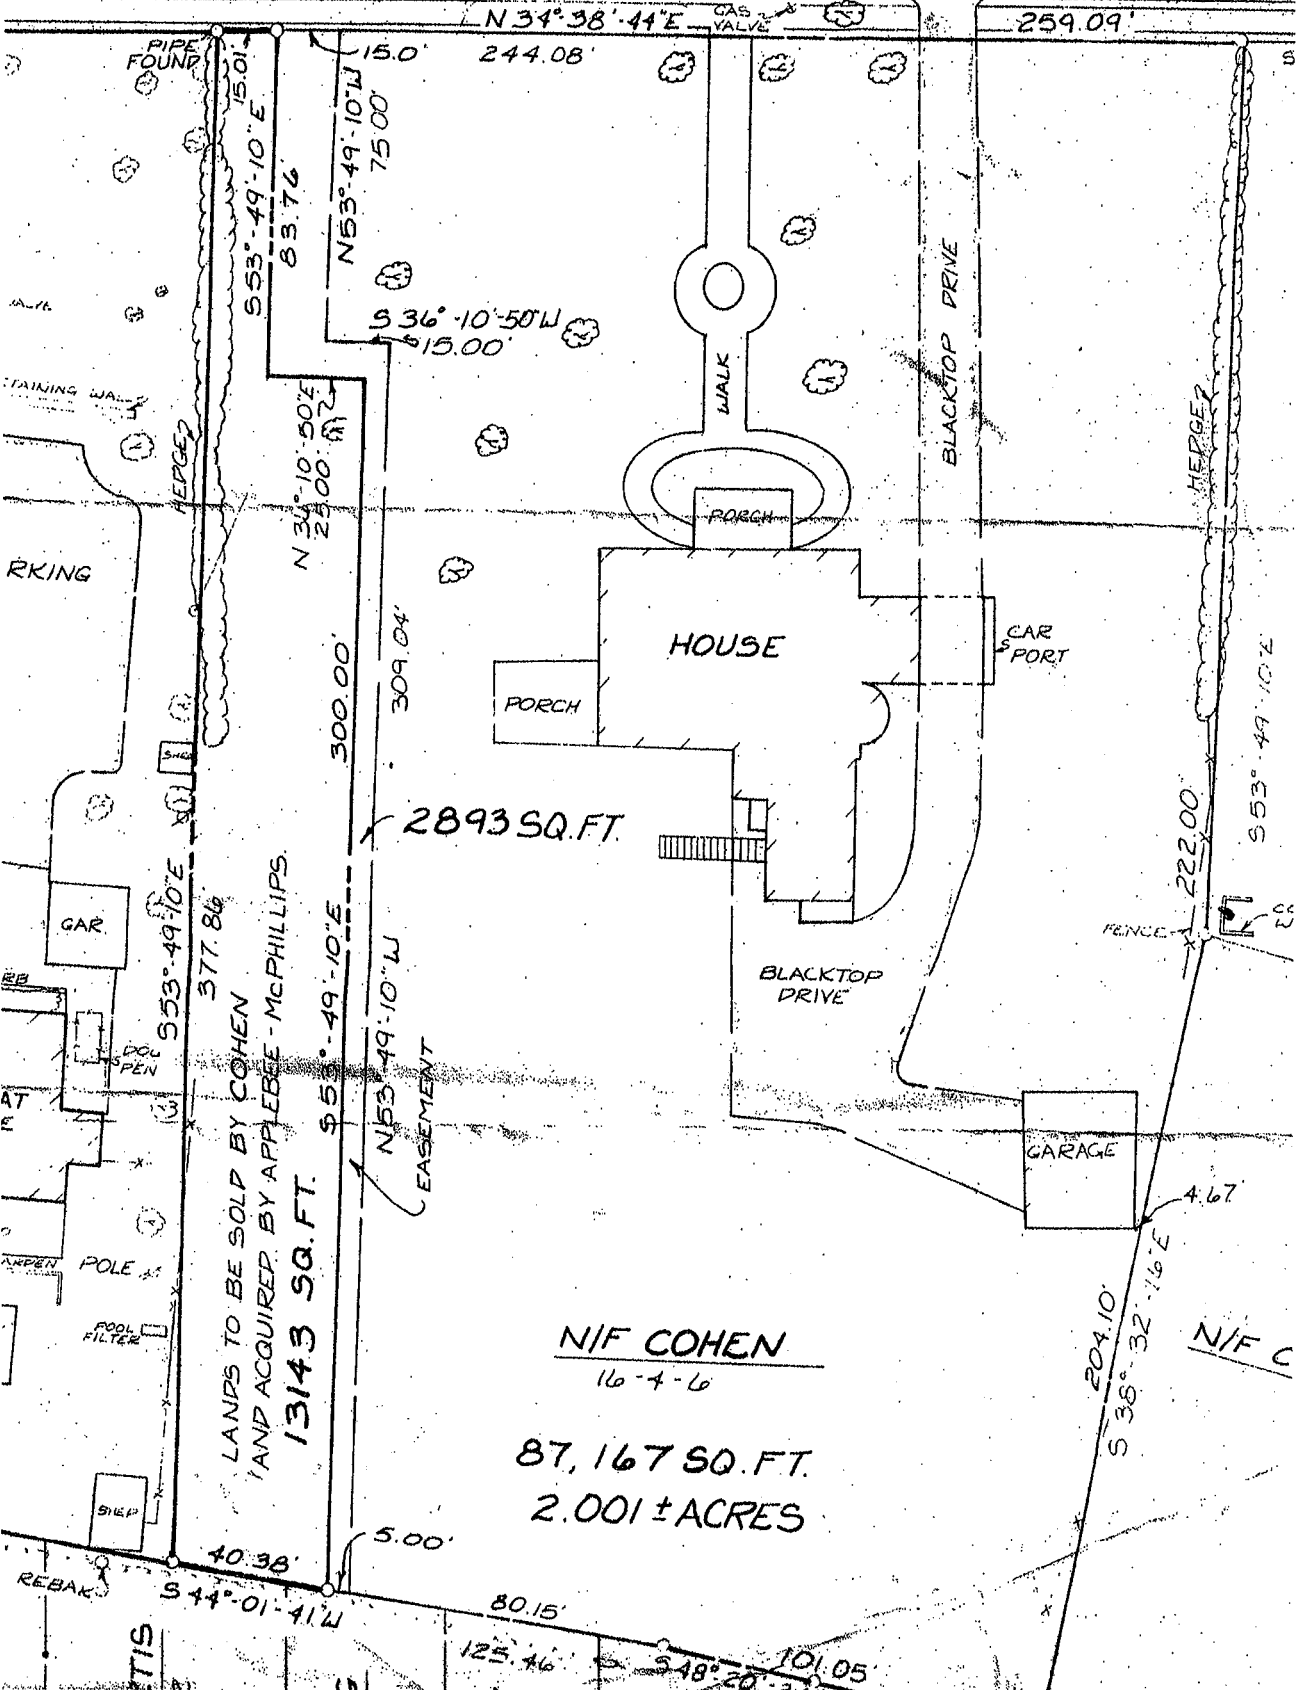 N 34°-38'-44"E
GAS
VALVE
259.09'
PIPE
FOUND
15.01'
15.0'
244.08'
S53°-49'-10"E
83.76'
N53°-49'-10"W
75.00'
S 36°-10'-50"W
15.00'
WALK
BLACKTOP DRIVE
HEDGE
HEDGE
25.00'
PORCH
RKING
HOUSE
CAR
PORT
PORCH
300.00'
309.04'
S53°-49'-10"E
222.00'
2893 SQ.FT.
GAR.
S53°-49'-10"E
377.86'
LANDS TO BE SOLD BY COHEN
AND ACQUIRED BY APPLEBEE-McPHILLIPS.
13143 SQ.FT.
S53°-49'-10"E
N53°-49'-10"W
EASEMENT
FENCE
BLACKTOP
DRIVE
DOG
PEN
GARAGE
4.67'
POLE
POOL
FILTER
204.10'
S 38°-32'-16"E
N/F COHEN
16-4-6
N/F C
87,167 SQ.FT.
2.001 ± ACRES
SHED
5.00'
40.38'
REBAR
S 44°-01'-41"W
80.15'
125.46'
101.05'
S 48°-20'
TIS